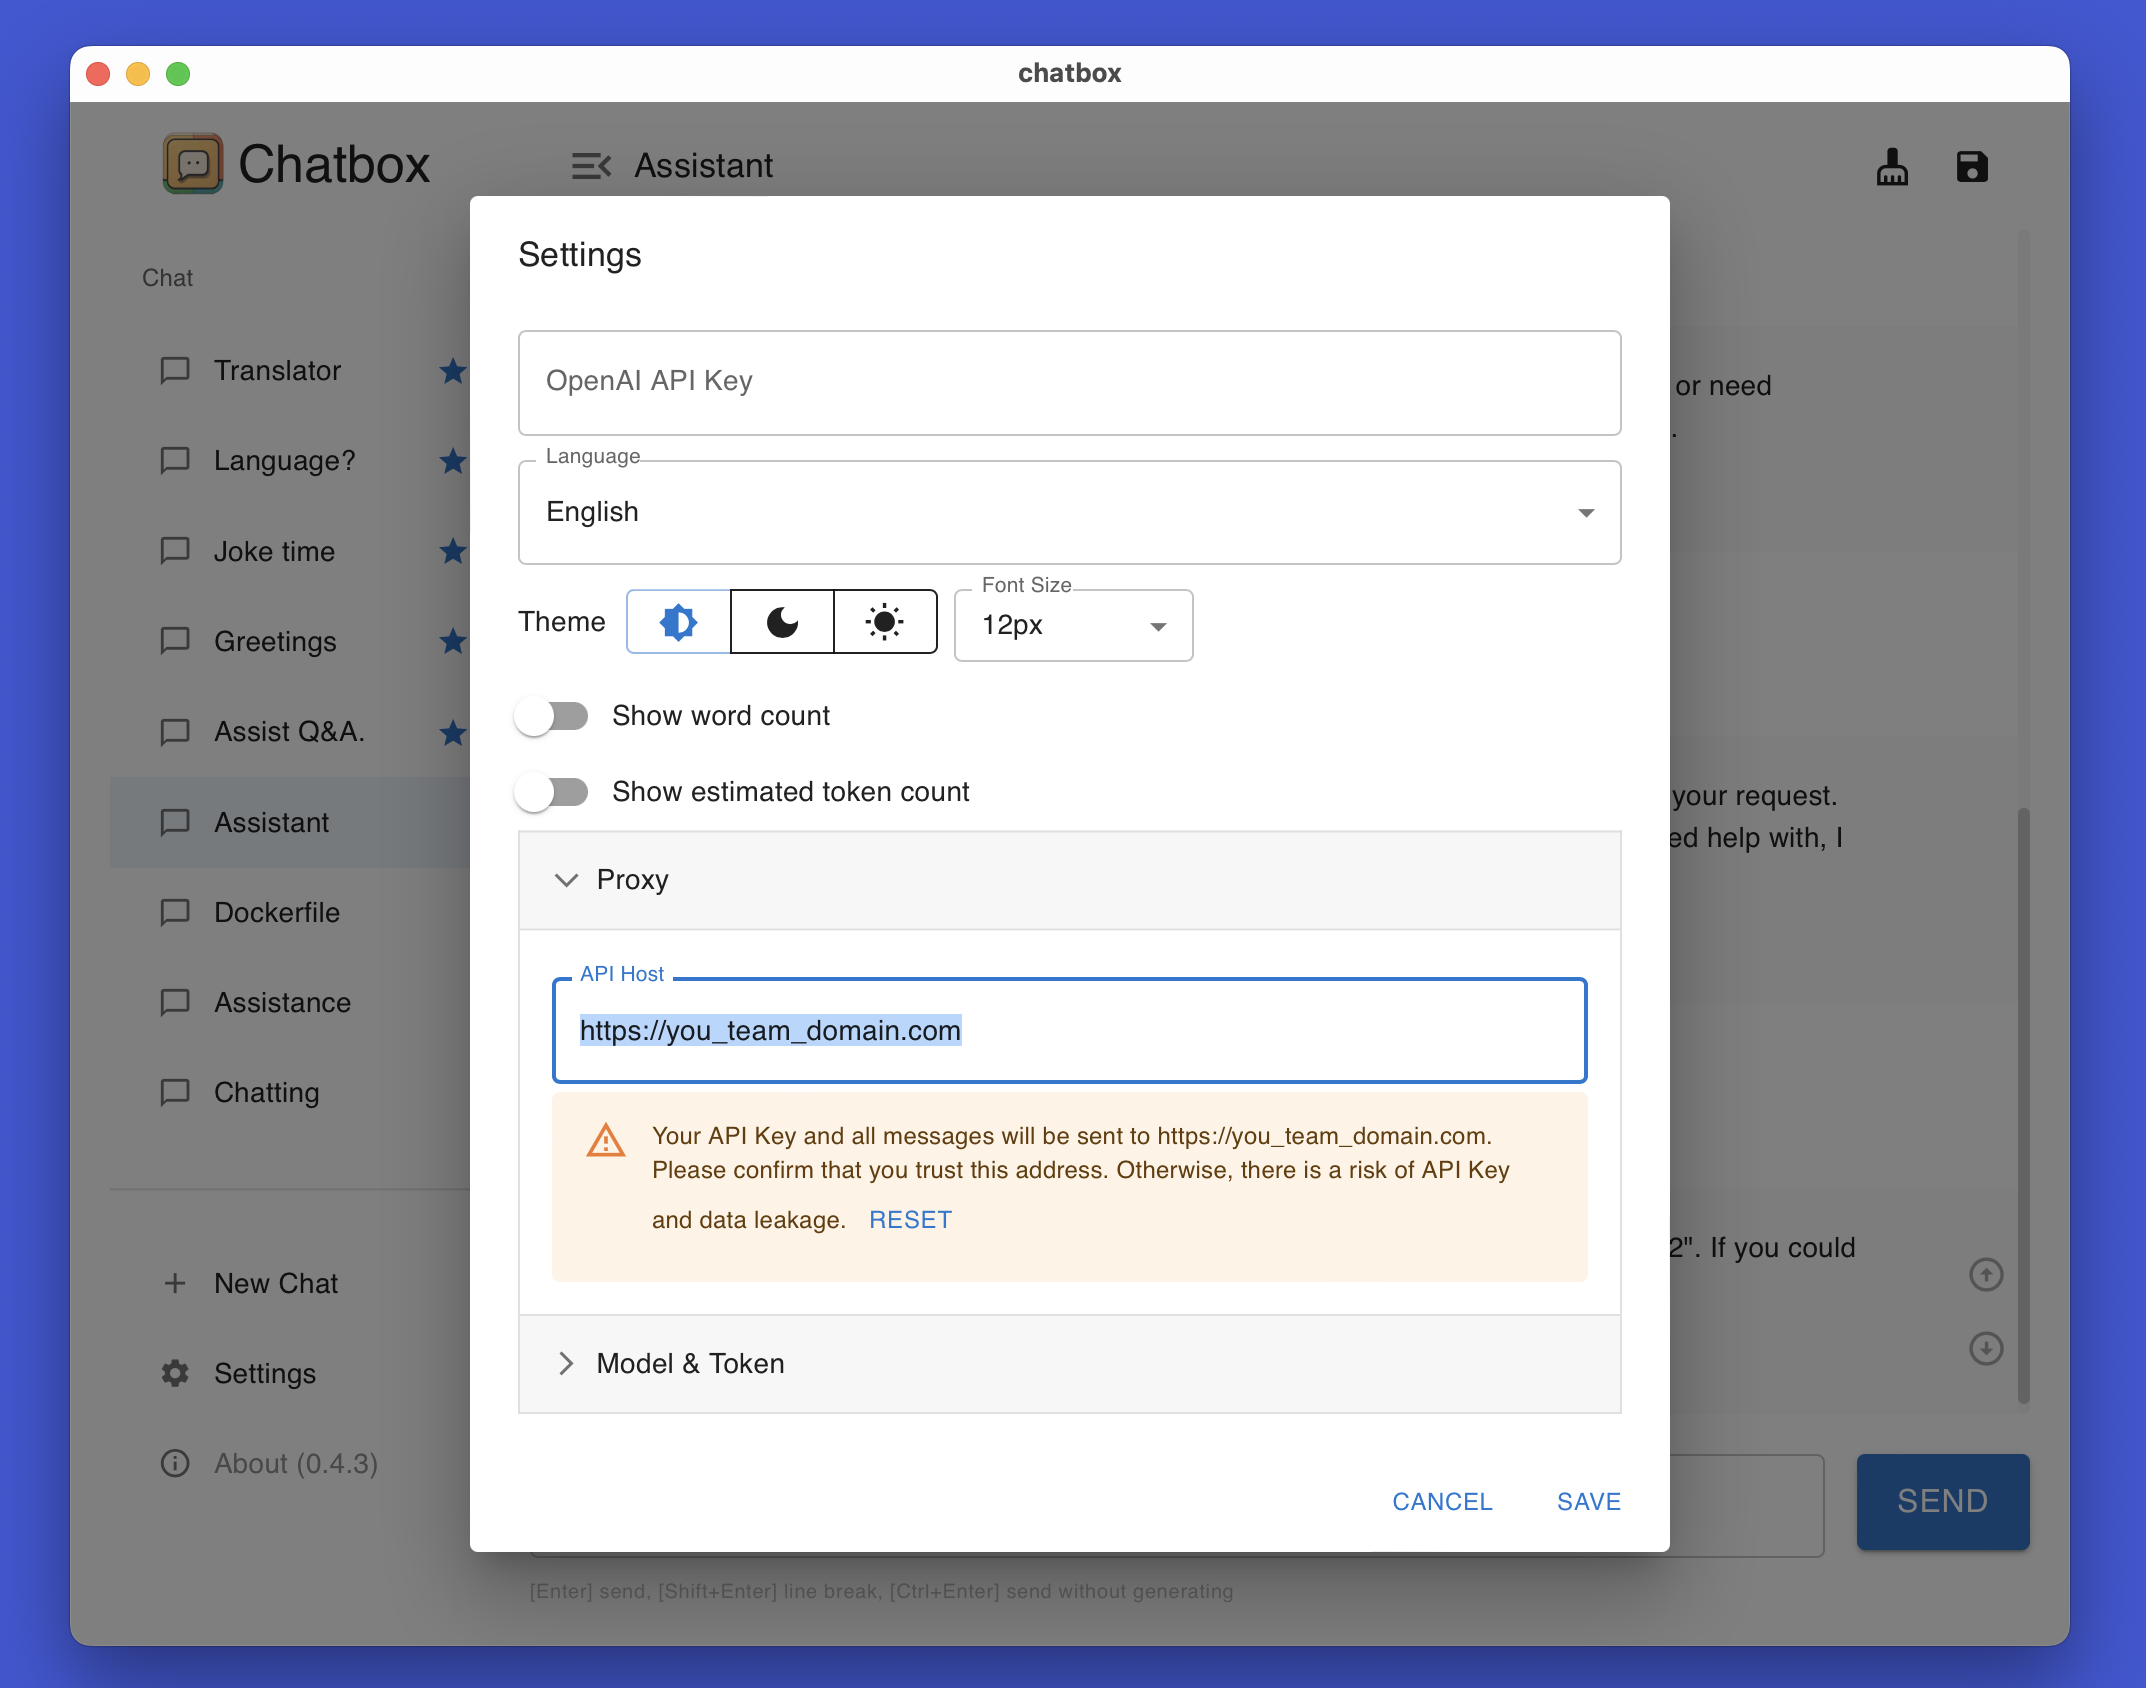 chatbox
Chatbox
Assistant
Chat
Translator
Language?
Joke time
Greetings
Assist Q&A.
Assistant
Dockerfile
Assistance
Chatting
New Chat
Settings
About (0.4.3)
Settings
OpenAI API Key
Language
English
Theme
Font Size
12px
Show word count
Show estimated token count
Proxy
API Host
https://you_team_domain.com
Your API Key and all messages will be sent to https://you_team_domain.com.
Please confirm that you trust this address. Otherwise, there is a risk of API Key
and data leakage. RESET
Model & Token
CANCEL SAVE
or need
.
your request.
ed help with, I
2". If you could
SEND
[Enter] send, [Shift+Enter] line break, [Ctrl+Enter] send without generating